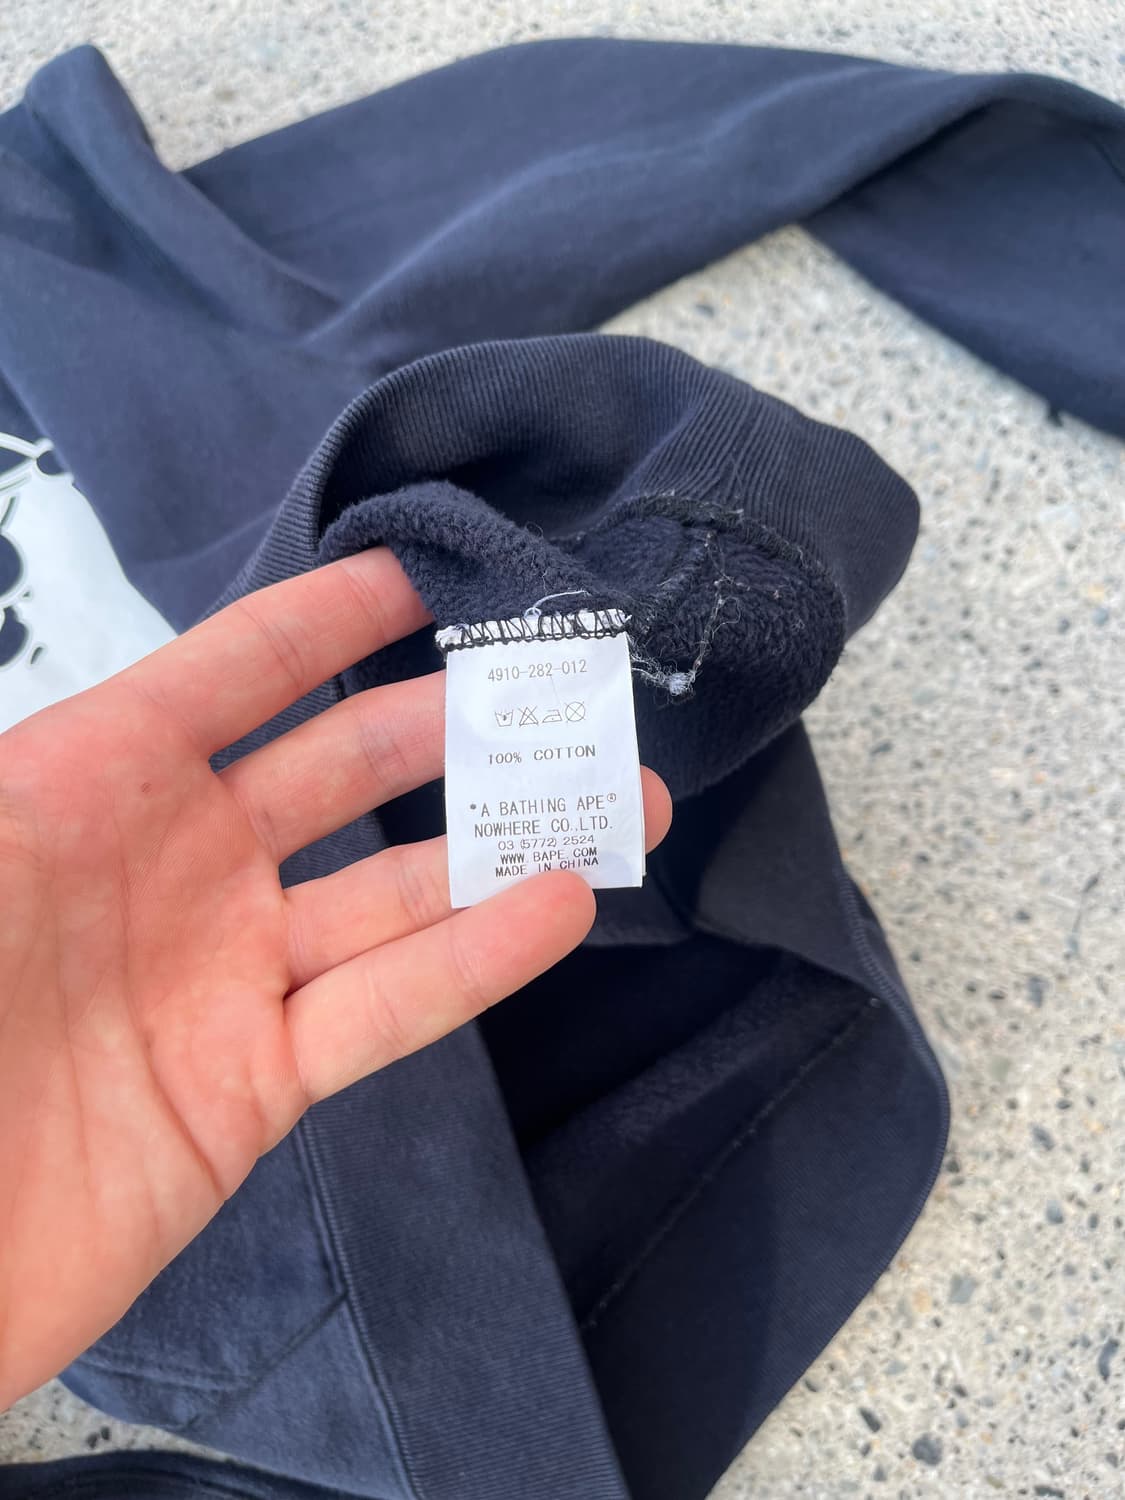 4910-282-012
100% COTTON
*A BATHING APE®
NOWHERE CO.,LTD.
03 (5772) 2524
WWW.BAPE.COM
MADE IN CHINA